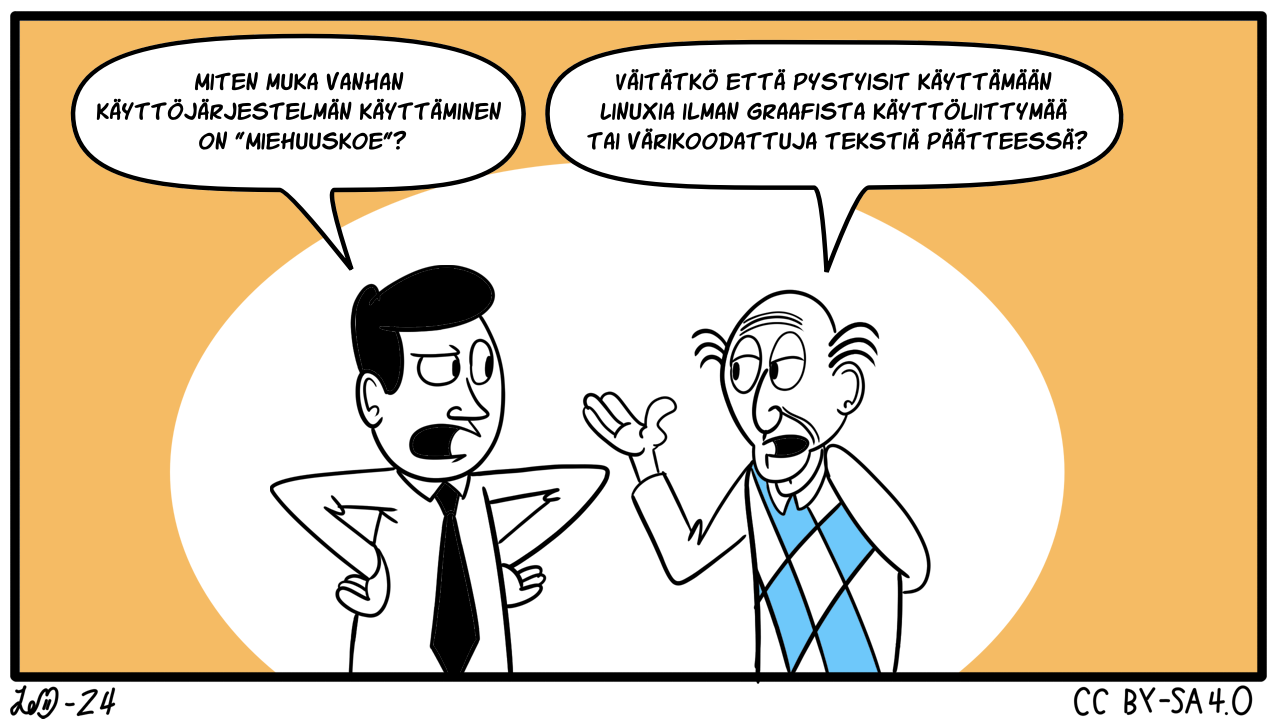 MITEN MUKA VANHAN
KÄYTTÖJÄRJESTELMÄN KÄYTTÄMINEN
ON "MIEHUUSKOE"?
VÄITÄTKÖ ETTÄ PYSTYISIT KÄYTTÄMÄÄN
LINUXIA ILMAN GRAAFISTA KÄYTTÖLIITTYMÄÄ
TAI VÄRIKOODATTUJA TEKSTIÄ PÄÄTTEESSÄ?
-24
CC BY-SA 4.0